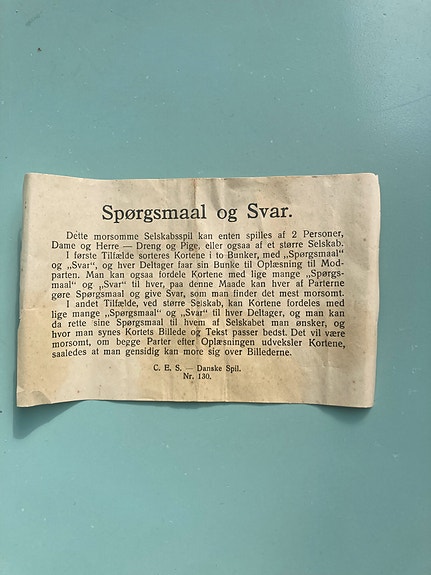 Spørgsmaal og Svar.
Dette morsomme Selskabsspil kan enten spilles af 2 Personer,
Dame og Herre — Dreng og Pige, eller ogsaa af et større Selskab.
I første Tilfælde sorteres Kortene i to Bunker, med „Spørgsmaal“
og „Svar“, og hver Deltager faar sin Bunke til Oplæsning til Mod-
parten. Man kan ogsaa fordele Kortene med lige mange „Spørgs-
maal“ og „Svar“ til hver, paa denne Maade kan hver af Parterne
gøre Spørgsmaal og give Svar, som man finder det mest morsomt.
I andet Tilfælde, ved større Selskab, kan Kortene fordeles med
lige mange „Spørgsmaal“ og „Svar“ til hver Deltager, og man kan
da rette sine Spørgsmaal til hvem af Selskabet man ønsker, og
hvor man synes Kortets Billede og Tekst passer bedst. Det vil være
morsomt, om begge Parter efter Oplæsningen udveksler Kortene,
saaledes at man gensidig kan more sig over Billederne.
C. E. S. — Danske Spil.
Nr. 130.